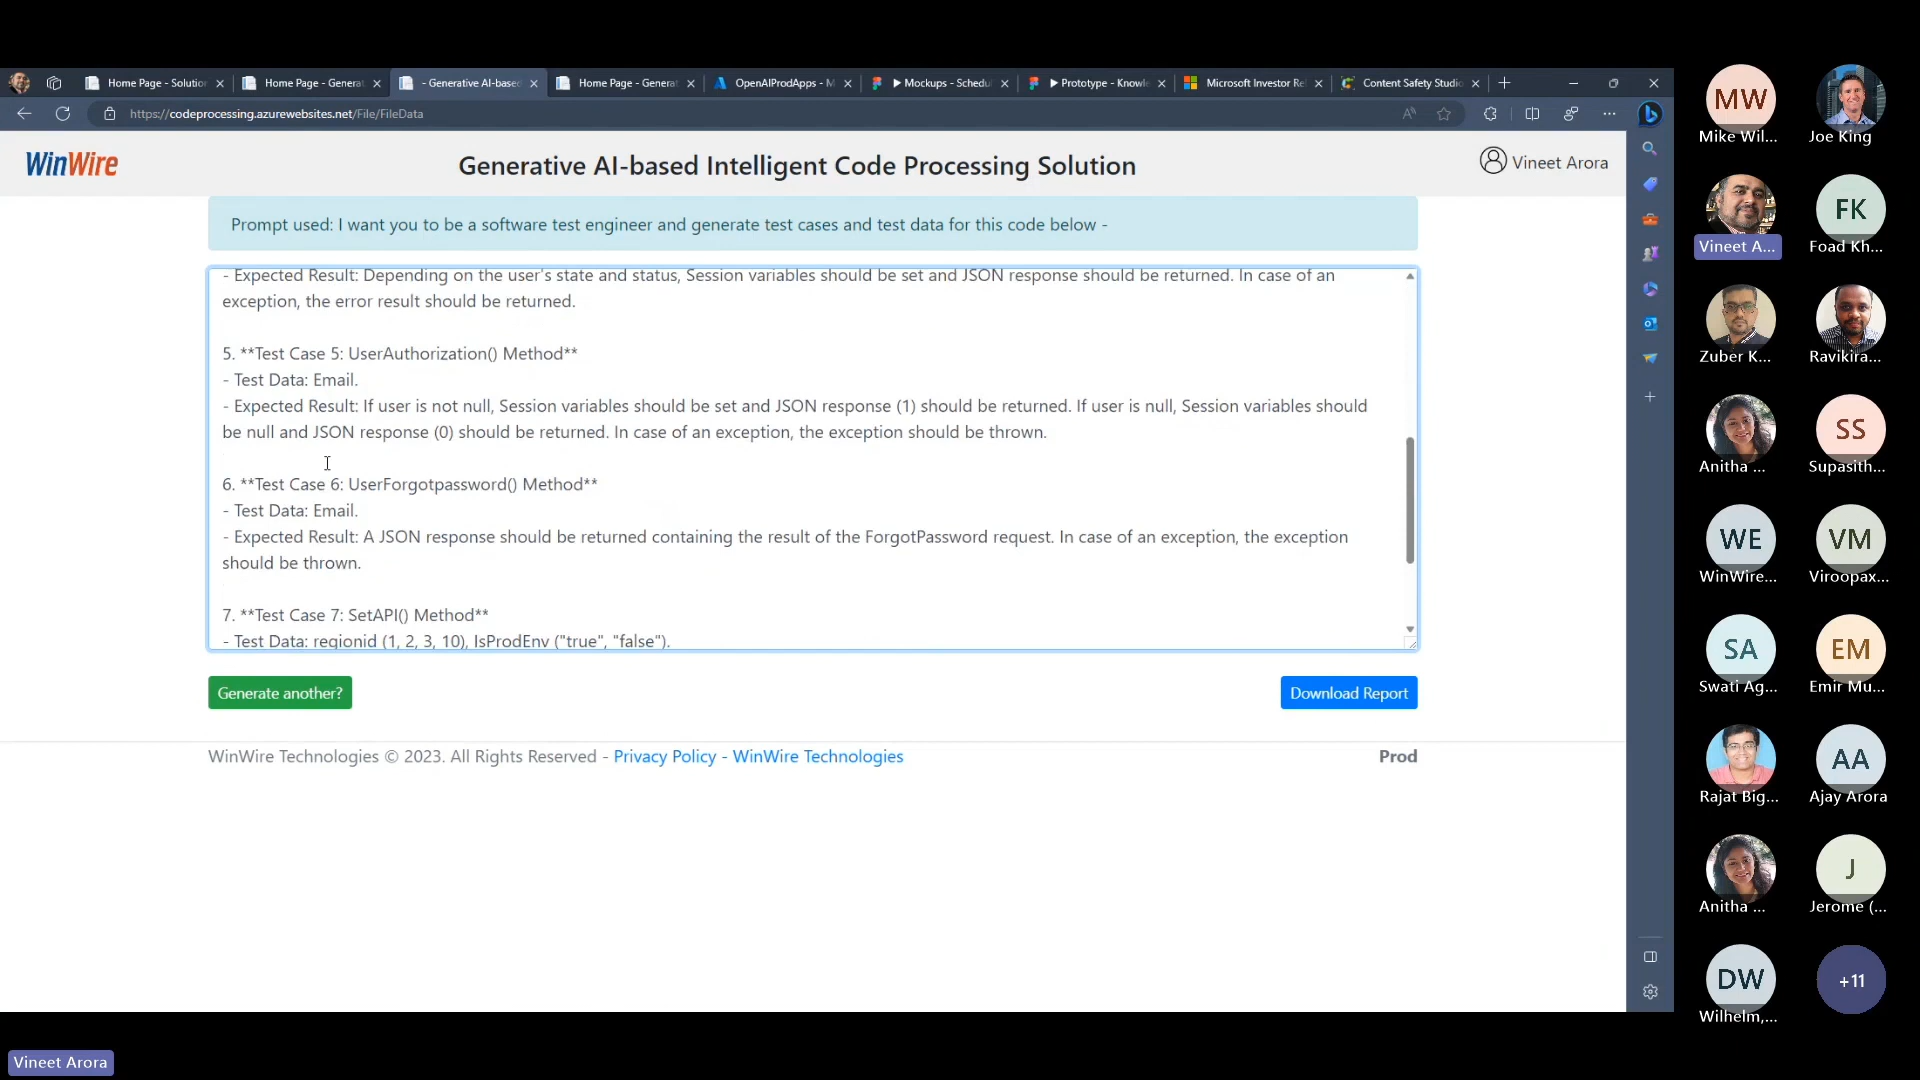 Home Page - Solution
Home Page - Generat
- Generative AI-based
Home Page - Generat
OpenAIProdApps - M
Mockups - Schedu
Prototype - Knowle
Microsoft Investor Rel
Content Safety Studio
https://codeprocessing.azurewebsites.net/File/FileData
WinWire
Generative AI-based Intelligent Code Processing Solution
Vineet Arora
Prompt used: I want you to be a software test engineer and generate test cases and test data for this code below -
- Expected Result: Depending on the user's state and status, Session variables should be set and JSON response should be returned. In case of an
exception, the error result should be returned.
5. **Test Case 5: UserAuthorization() Method**
- Test Data: Email.
- Expected Result: If user is not null, Session variables should be set and JSON response (1) should be returned. If user is null, Session variables should
be null and JSON response (0) should be returned. In case of an exception, the exception should be thrown.
6. **Test Case 6: UserForgotpassword() Method**
- Test Data: Email.
- Expected Result: A JSON response should be returned containing the result of the ForgotPassword request. In case of an exception, the exception
should be thrown.
7. **Test Case 7: SetAPI() Method**
- Test Data: regionid (1, 2, 3, 10), IsProdEnv ("true", "false").
Generate another?
Download Report
WinWire Technologies © 2023. All Rights Reserved - Privacy Policy - WinWire Technologies
Prod
MW
Mike Wil...
Joe King
Vineet A...
FK
Foad Kh...
Zuber K...
Ravikira...
Anitha ...
SS
Supasith...
WE
WinWire...
VM
Viroopax...
SA
Swati Ag...
EM
Emir Mu...
Rajat Big...
AA
Ajay Arora
Anitha ...
J
Jerome (...
DW
Wilhelm,...
+11
Vineet Arora